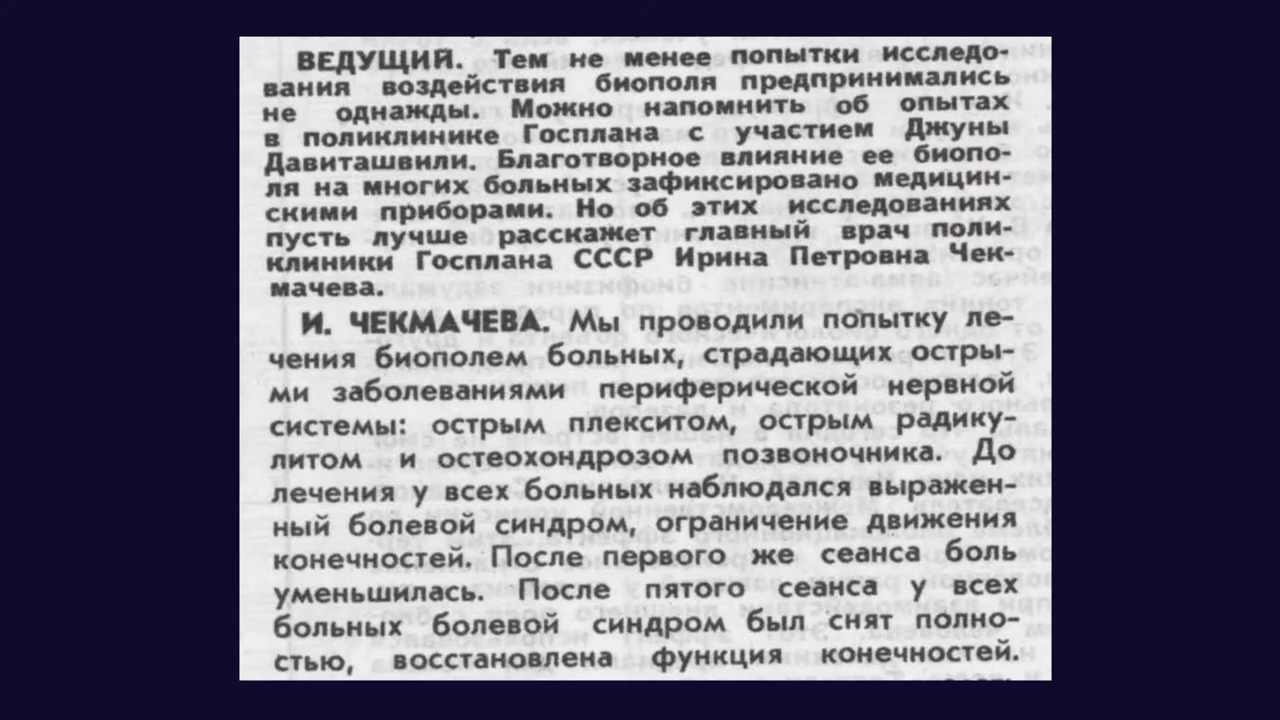 ВЕДУЩИЙ. Тем не менее попытки исследо-
вания воздействия биополя предпринимались
не однажды. Можно напомнить об опытах
в поликлинике Госплана с участием Джуны
Давиташвили. Благотворное влияние ее биопо-
ля на многих больных зафиксировано медицин-
скими приборами. Но об этих исследованиях
пусть лучше расскажет главный врач поли-
клиники Госплана СССР Ирина Петровна Чек-
мачева.
И. ЧЕКМАЧЕВА. Мы проводили попытку ле-
чения биополем больных, страдающих остры-
ми заболеваниями периферической нервной
системы: острым плекситом, острым радику-
литом и остеохондрозом позвоночника. До
лечения у всех больных наблюдался выражен-
ный болевой синдром, ограничение движения
конечностей. После первого же сеанса боль
уменьшилась. После пятого сеанса у всех
больных болевой синдром был снят полно-
стью, восстановлена функция конечностей.